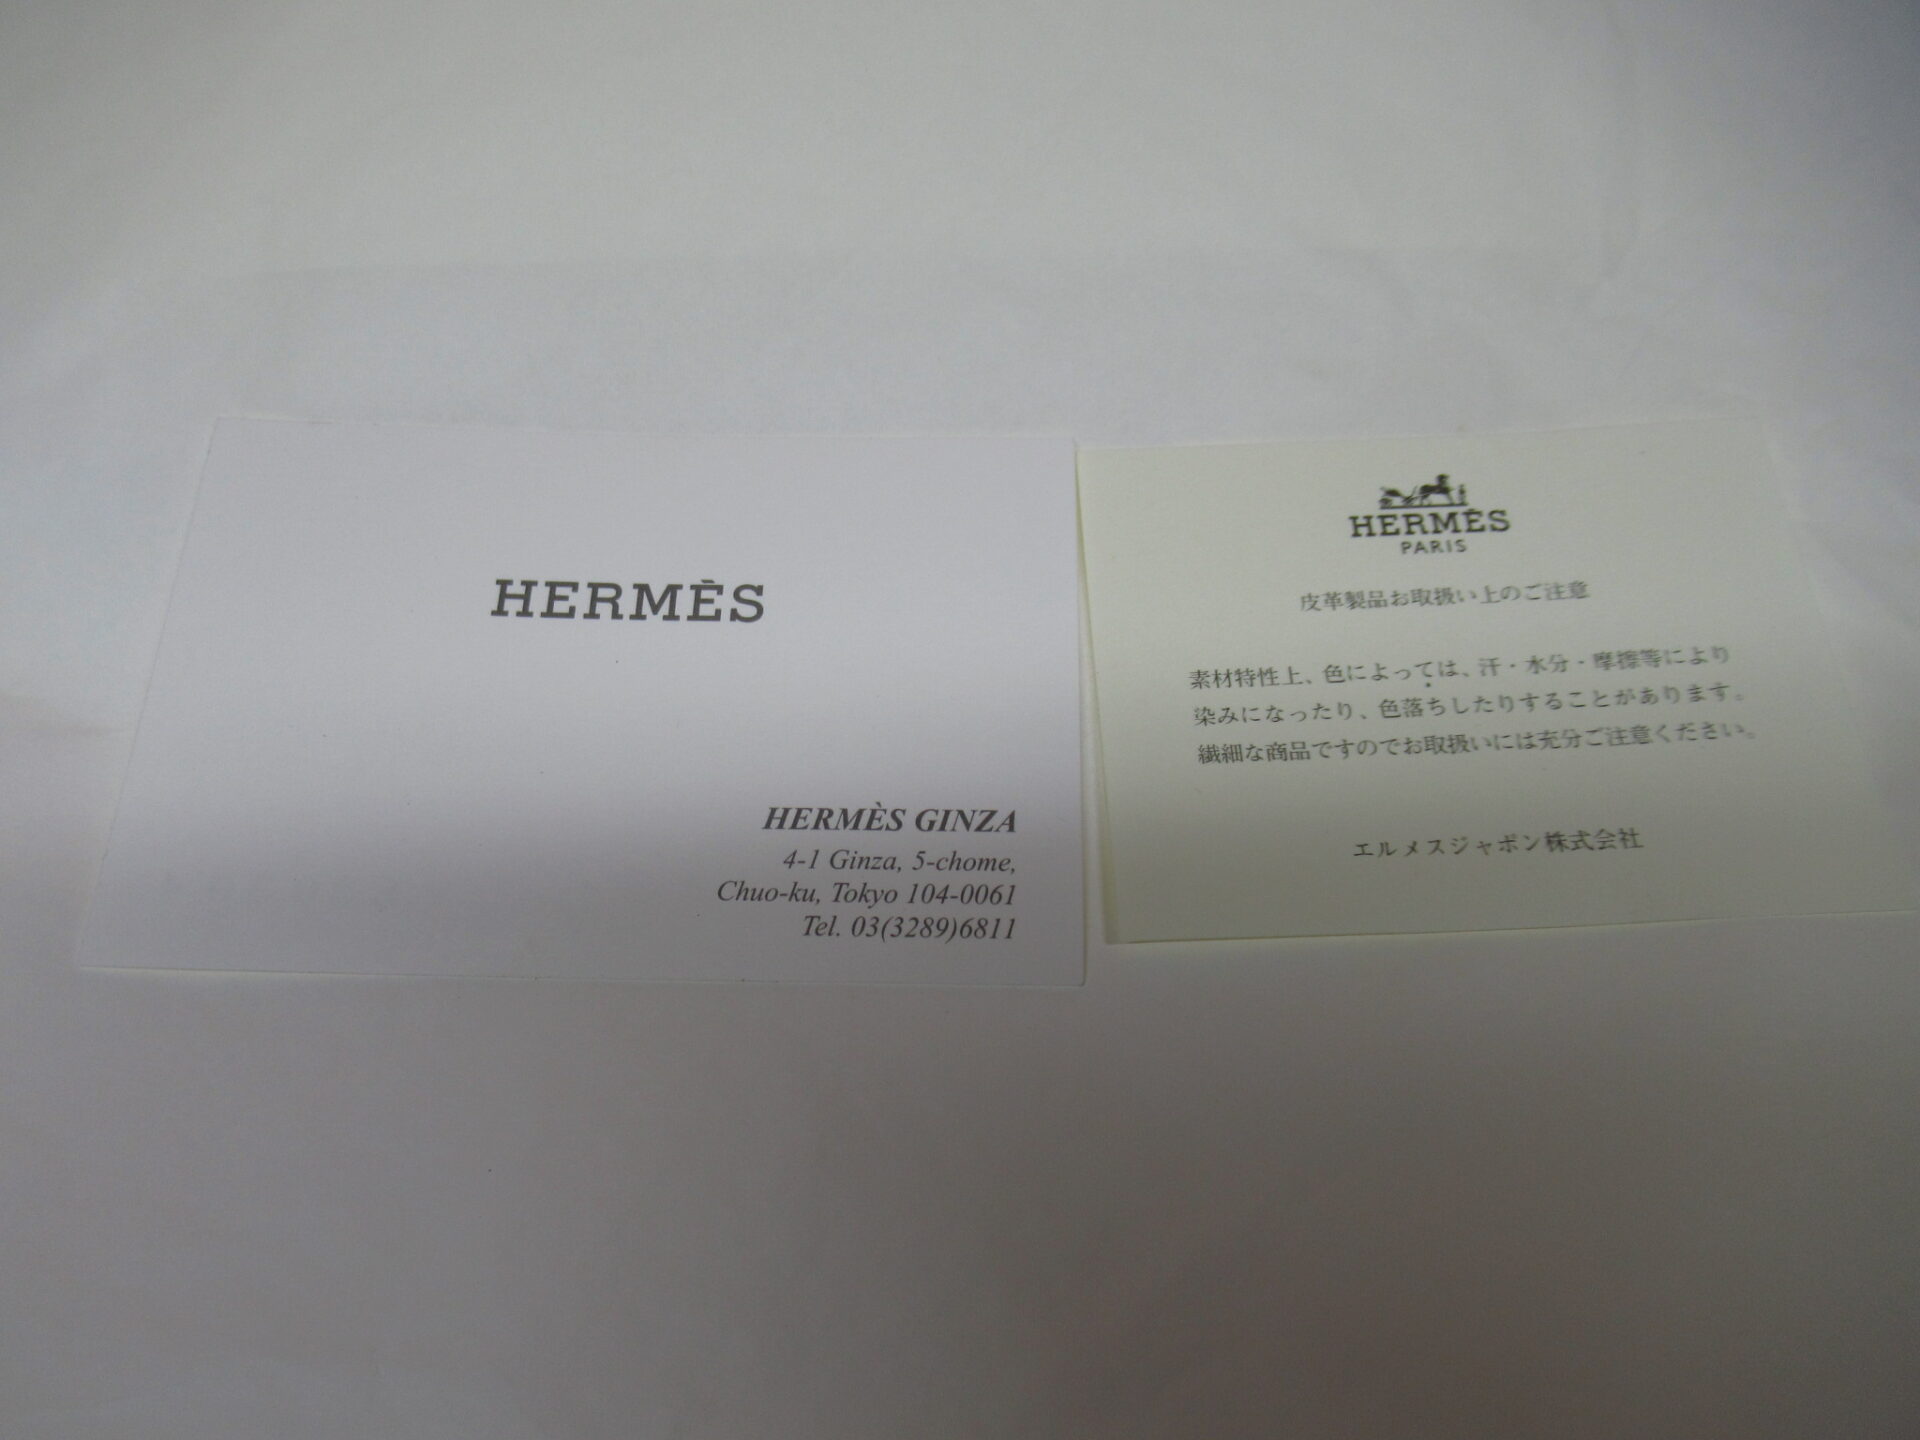 HERMÈS
HERMÈS GINZA
4-1 Ginza, 5-chome,
Chuo-ku, Tokyo 104-0061
Tel. 03(3289)6811
HERMÈS
PARIS
皮革製品お取扱い上のご注意
素材特性上、色によっては、汗・水分・摩擦等により
染みになったり、色落ちしたりすることがあります。
繊細な商品ですのでお取扱いには充分ご注意ください。
エルメスジャポン株式会社